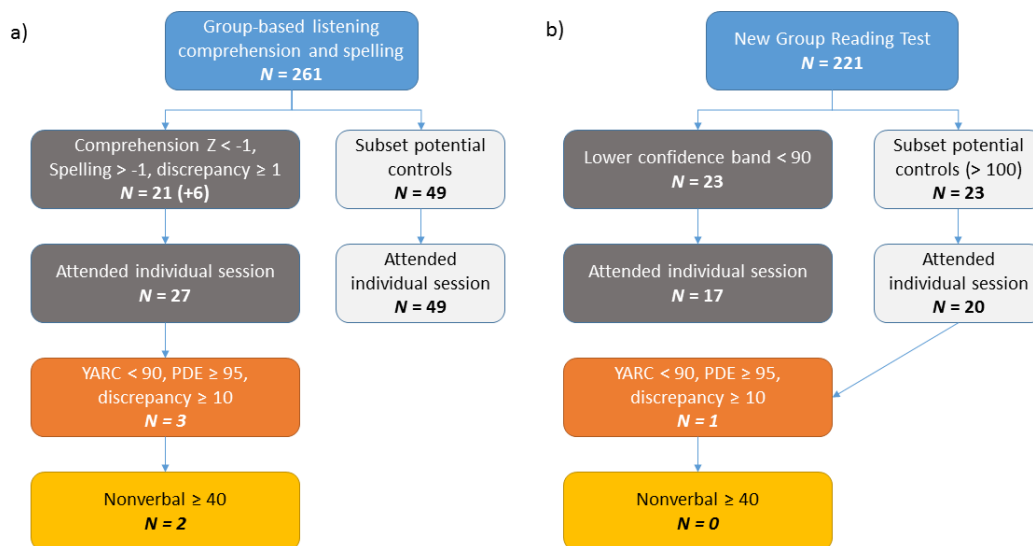 a)
Group-based listening
comprehension and spelling
N = 261
Comprehension Z < -1,
Spelling > -1, discrepancy ≥ 1
N = 21 (+6)
Subset potential
controls
N = 49
Attended individual session
N = 27
Attended
individual session
N = 49
YARC < 90, PDE ≥ 95,
discrepancy ≥ 10
N = 3
Nonverbal ≥ 40
N = 2
b)
New Group Reading Test
N = 221
Lower confidence band < 90
N = 23
Subset potential
controls (> 100)
N = 23
Attended individual session
N = 17
Attended
individual session
N = 20
YARC < 90, PDE ≥ 95,
discrepancy ≥ 10
N = 1
Nonverbal ≥ 40
N = 0